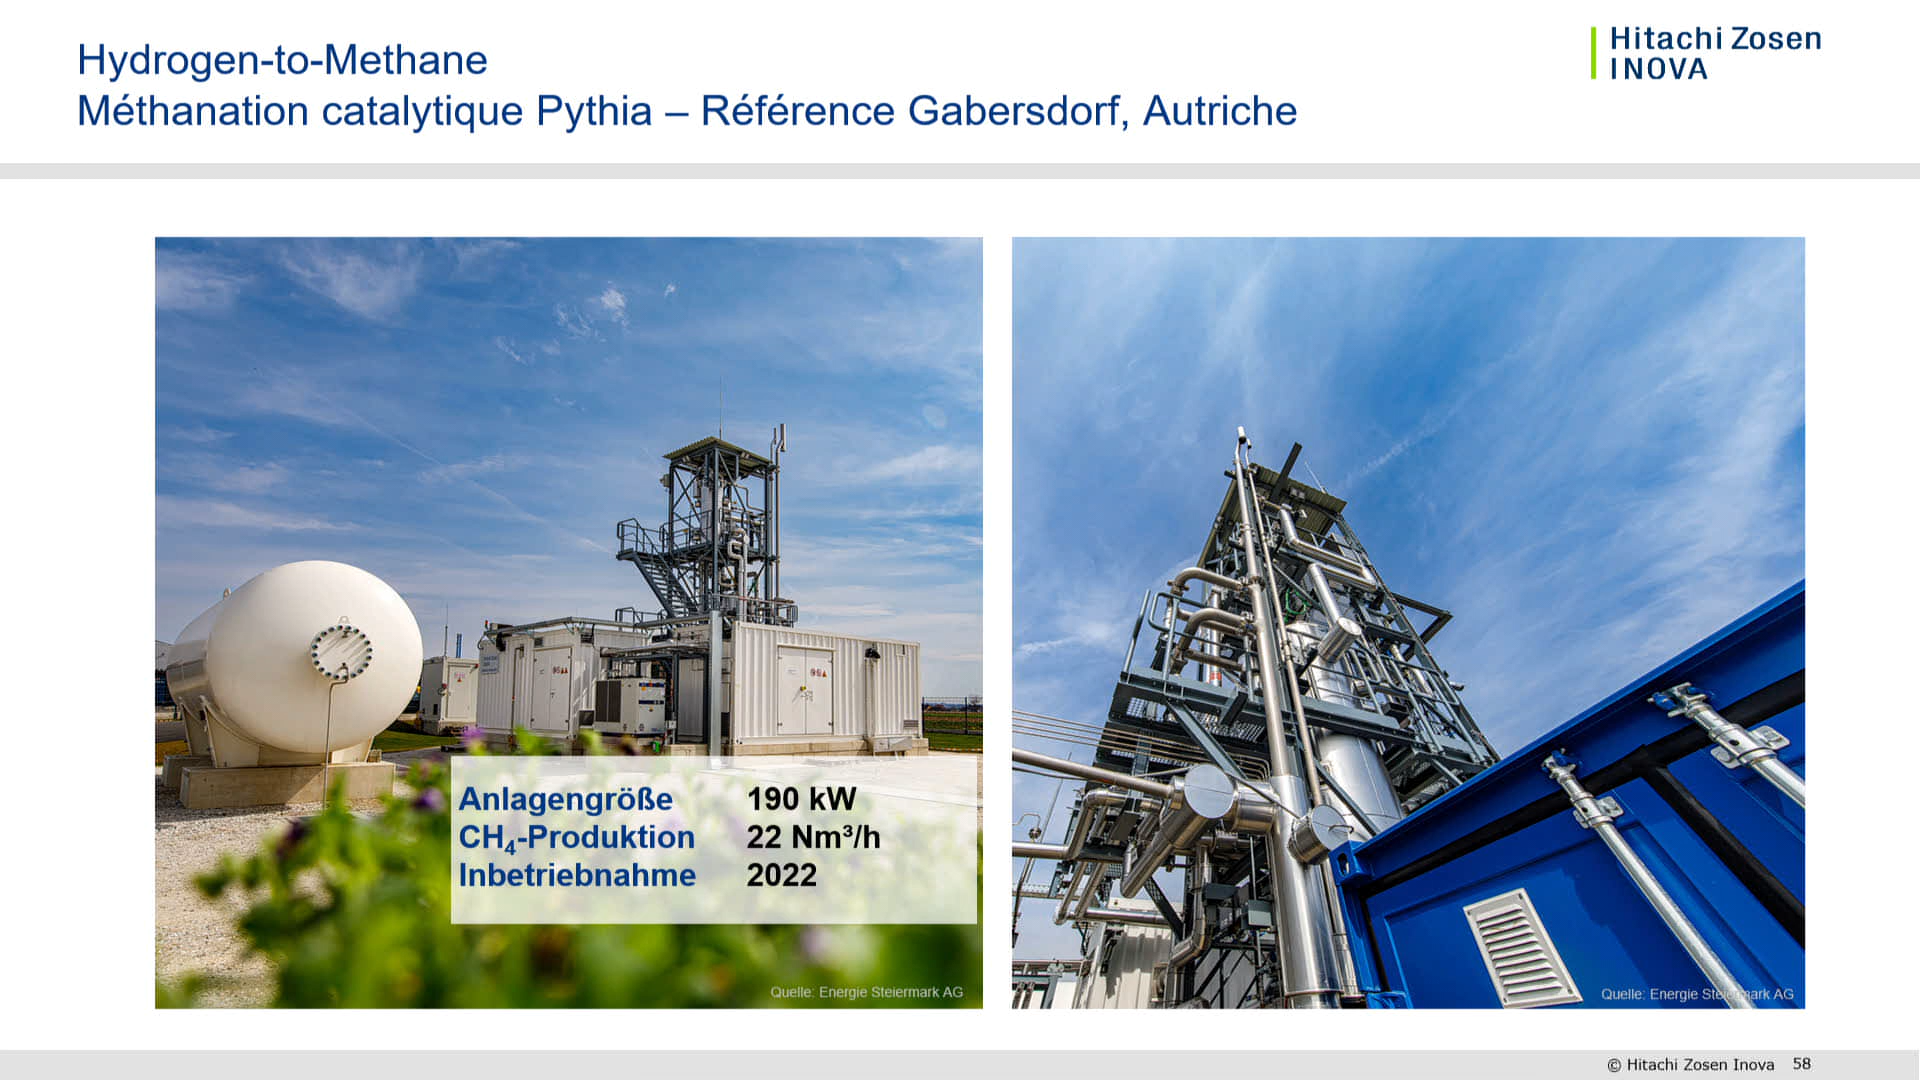 Hydrogen-to-Methane
Méthanation catalytique Pythia – Référence Gabersdorf, Autriche
Hitachi Zosen
INOVA
Anlagengröße 190 kW
CH₄-Produktion 22 Nm³/h
Inbetriebnahme 2022
Quelle: Energie Steiermark AG
Quelle: Energie Steiermark AG
© Hitachi Zosen Inova 58